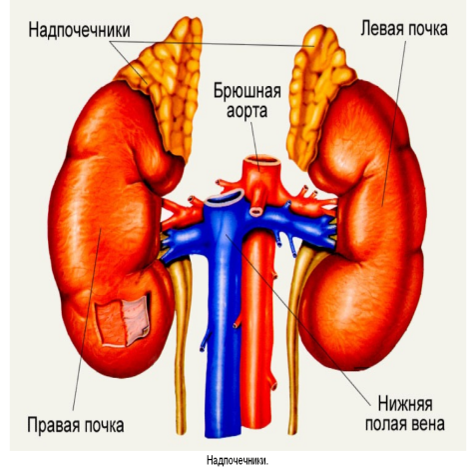 Надпочечники
Левая почка
Брюшная
аорта
Правая почка
Нижняя
полая вена
Надпочечники.